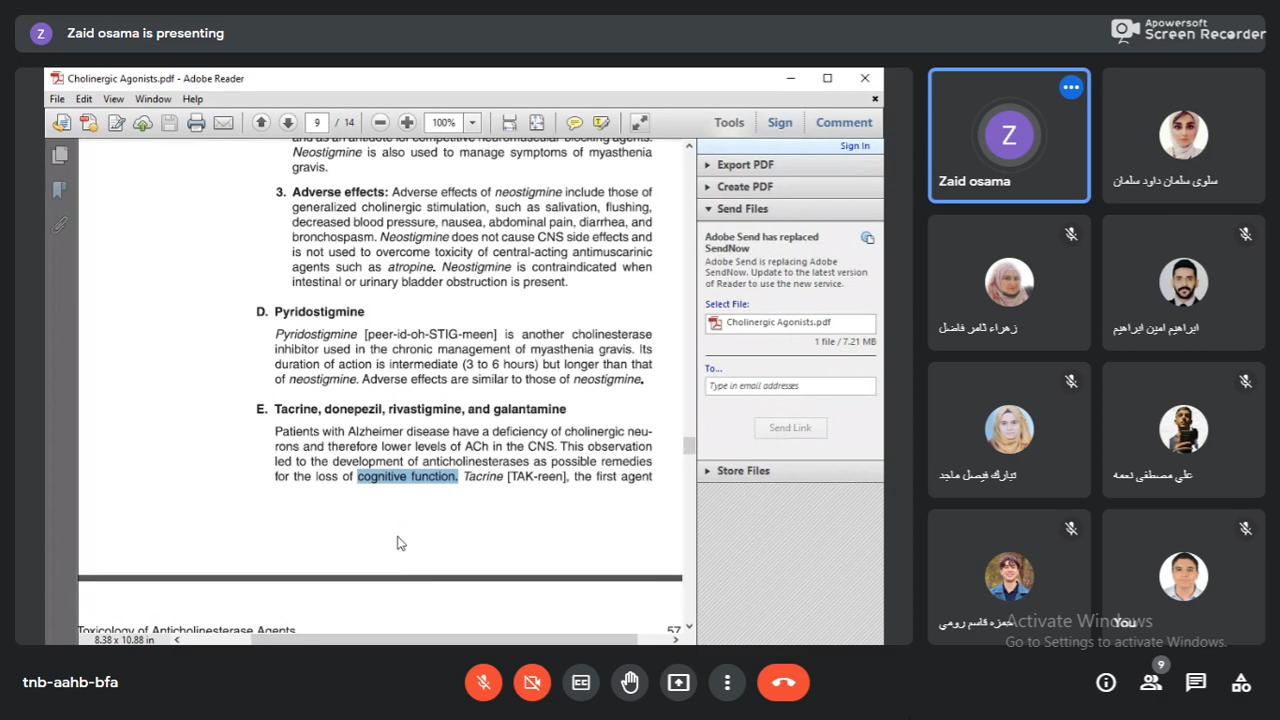 Z Zaid osama is presenting
Apowersoft
Screen Recorder
Cholinergic Agonists.pdf - Adobe Reader
File Edit View Window Help
9 / 14 100% Tools Sign Comment
Sign In
Neostigmine is also used to manage symptoms of myasthenia
gravis.
3. Adverse effects: Adverse effects of neostigmine include those of
generalized cholinergic stimulation, such as salivation, flushing,
decreased blood pressure, nausea, abdominal pain, diarrhea, and
bronchospasm. Neostigmine does not cause CNS side effects and
is not used to overcome toxicity of central-acting antimuscarinic
agents such as atropine. Neostigmine is contraindicated when
intestinal or urinary bladder obstruction is present.
D. Pyridostigmine
Pyridostigmine [peer-id-oh-STIG-meen] is another cholinesterase
inhibitor used in the chronic management of myasthenia gravis. Its
duration of action is intermediate (3 to 6 hours) but longer than that
of neostigmine. Adverse effects are similar to those of neostigmine.
E. Tacrine, donepezil, rivastigmine, and galantamine
Patients with Alzheimer disease have a deficiency of cholinergic neu-
rons and therefore lower levels of ACh in the CNS. This observation
led to the development of anticholinesterases as possible remedies
for the loss of cognitive function. Tacrine [TAK-reen], the first agent
Toxicology of Anticholinesterase Agents 57
8.38 x 10.88 in
Export PDF
Create PDF
Send Files
Adobe Send has replaced
SendNow
Adobe Send is replacing Adobe
SendNow. Update to the latest version
of Reader to use the new service.
Select File:
Cholinergic Agonists.pdf
1 file / 7.21 MB
To...
Type in email addresses
Send Link
Store Files
Z
Zaid osama
سلوى سلمان داود سلمان
زهراء ثامر فاضل
ابراهيم امين ابراهيم
تبارك فيصل ماجد
علي مصطفى نعمه
حمزه قاسم رومي
You
Activate Windows
Go to Settings to activate Windows.
tnb-aahb-bfa
9